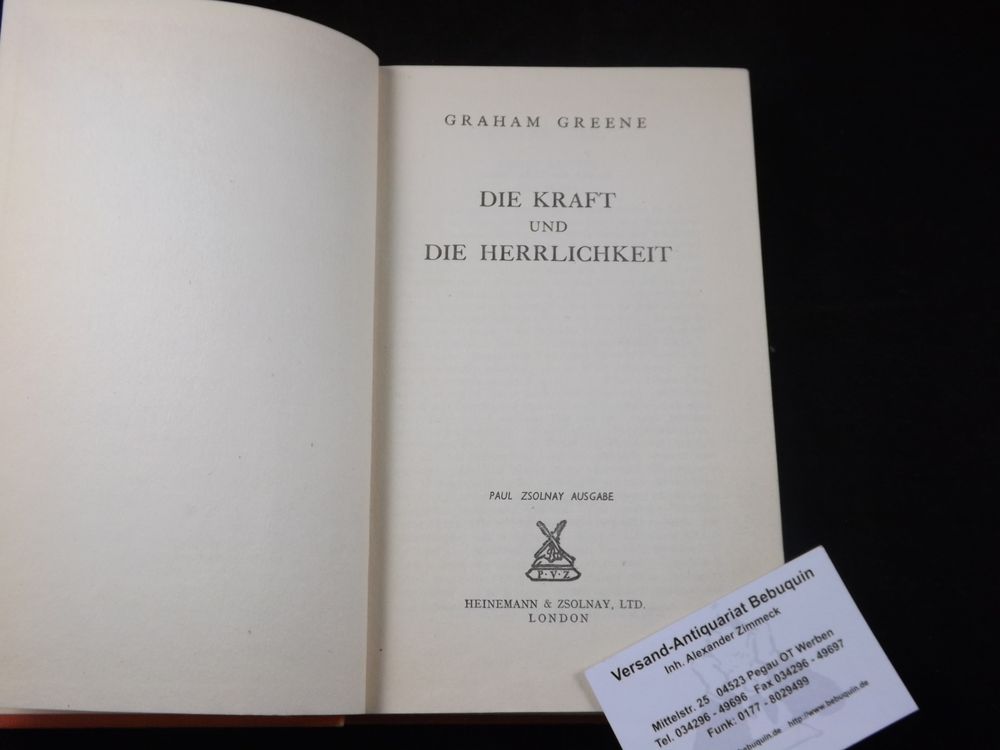 GRAHAM GREENE
DIE KRAFT
UND
DIE HERRLICHKEIT
PAUL ZSOLNAY AUSGABE
P·V·Z
HEINEMANN & ZSOLNAY, LTD.
LONDON
Versand-Antiquariat Bebuquin
Inh. Alexander Zimmeck
Mittelstr. 25 04523 Pegau OT Werben
Tel. 034296 - 49696 Fax 034296 - 49697
Funk: 0177 - 8029499
bebuquin.de http://www.bebuquin.de